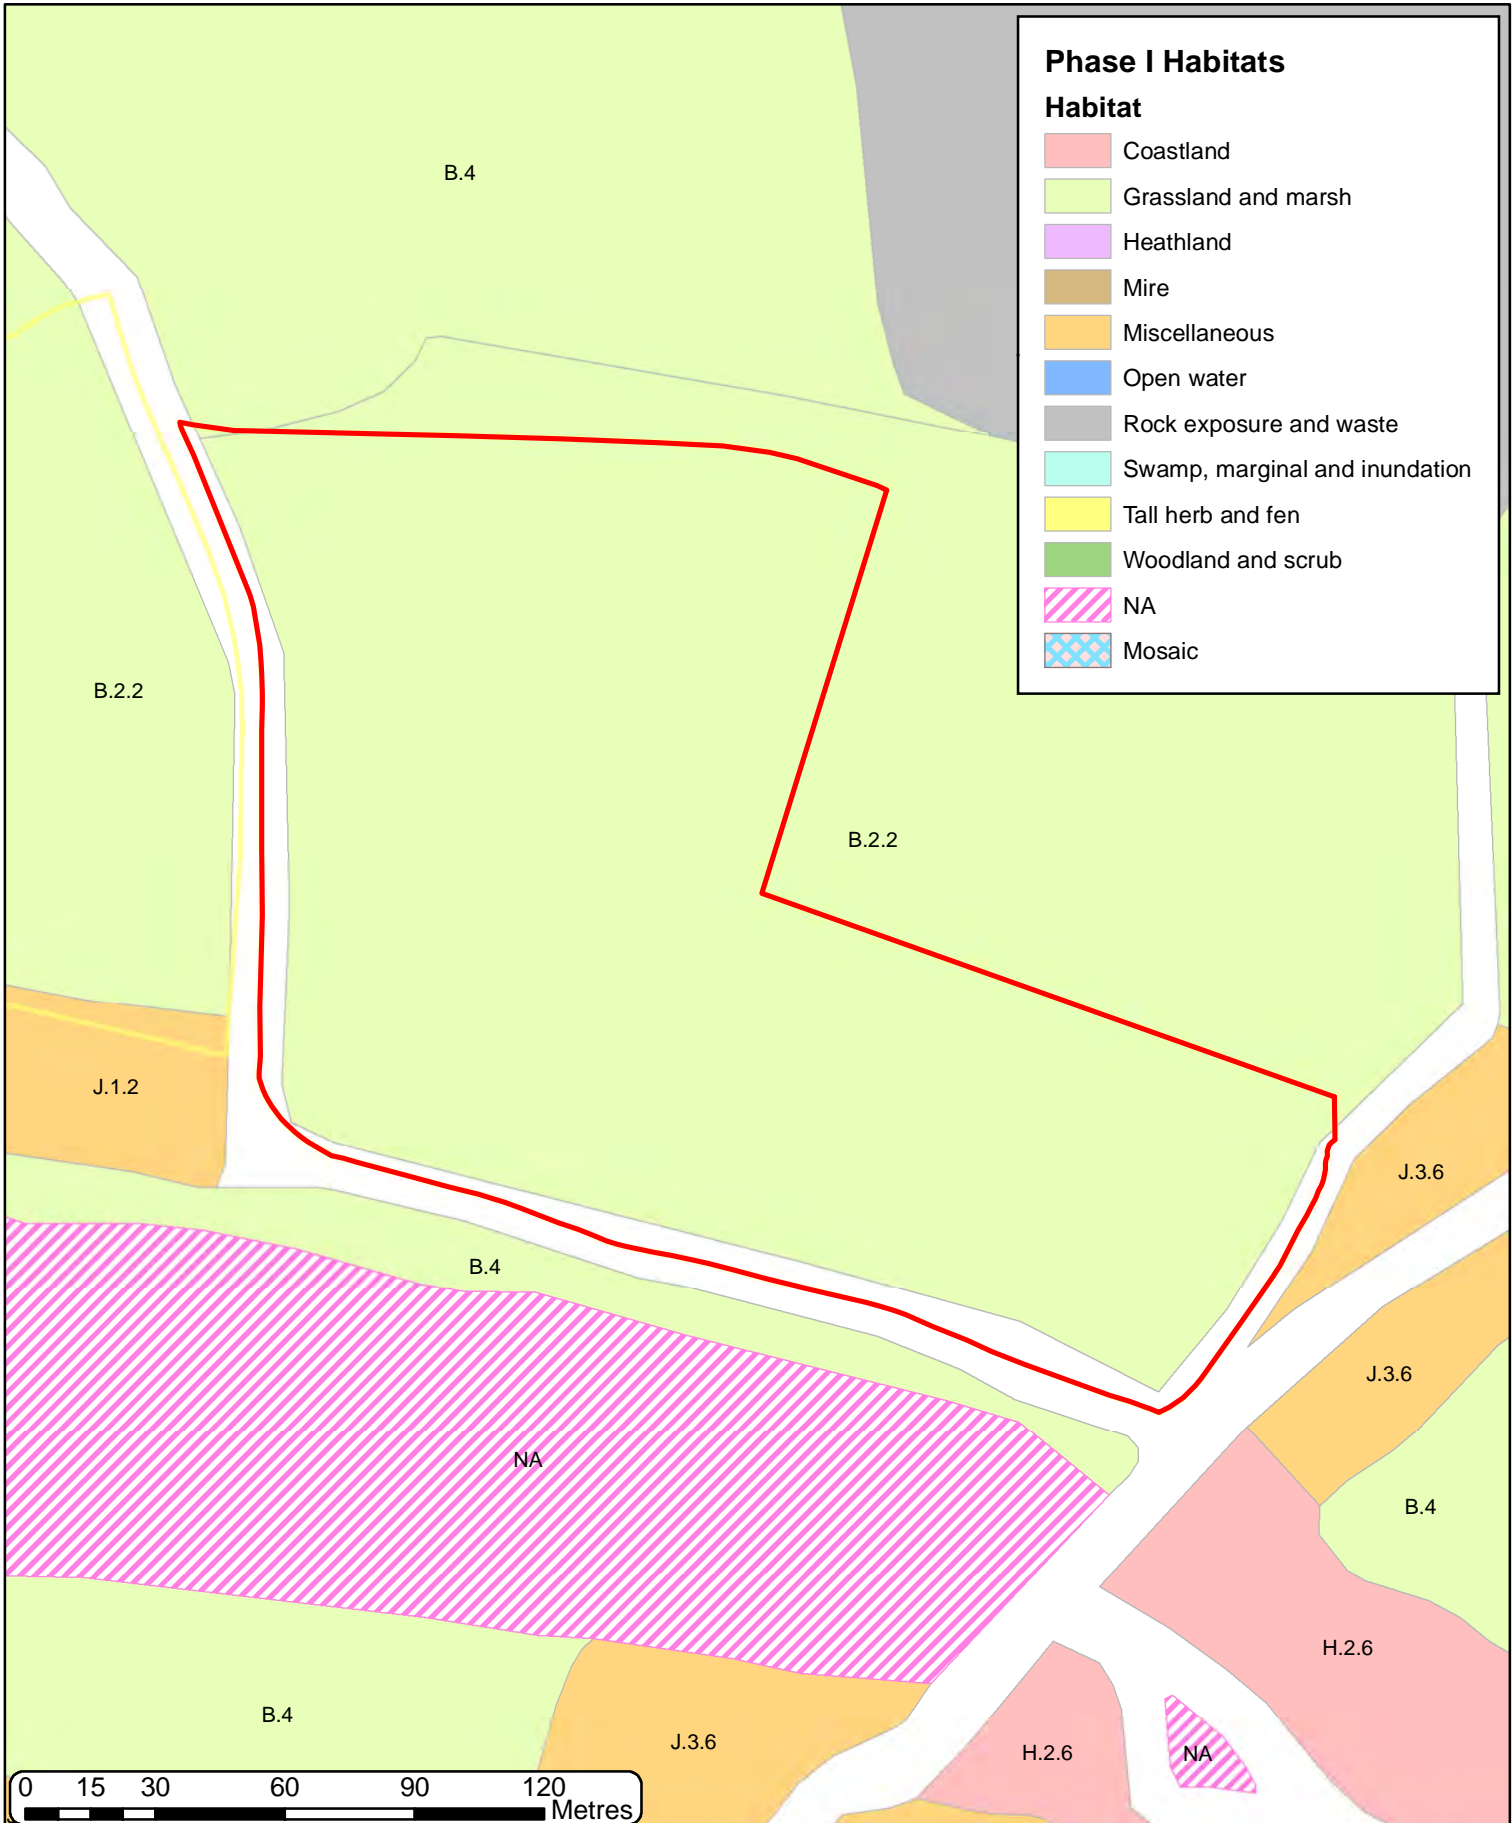 Phase I Habitats
Habitat
Coastland
Grassland and marsh
Heathland
Mire
Miscellaneous
Open water
Rock exposure and waste
Swamp, marginal and inundation
Tall herb and fen
Woodland and scrub
NA
Mosaic
B.4
B.2.2
B.2.2
J.1.2
J.3.6
B.4
J.3.6
NA
B.4
H.2.6
B.4
J.3.6
H.2.6
NA
0 15 30 60 90 120
Metres